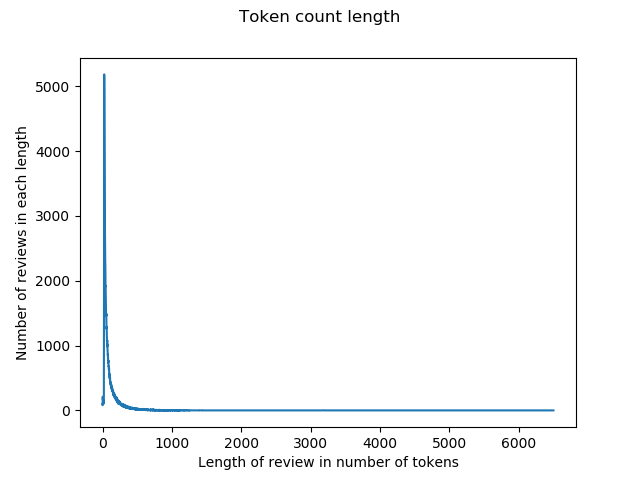 Token count length
5000
4000
3000
2000
1000
0
Number of reviews in each length
0 1000 2000 3000 4000 5000 6000
Length of review in number of tokens